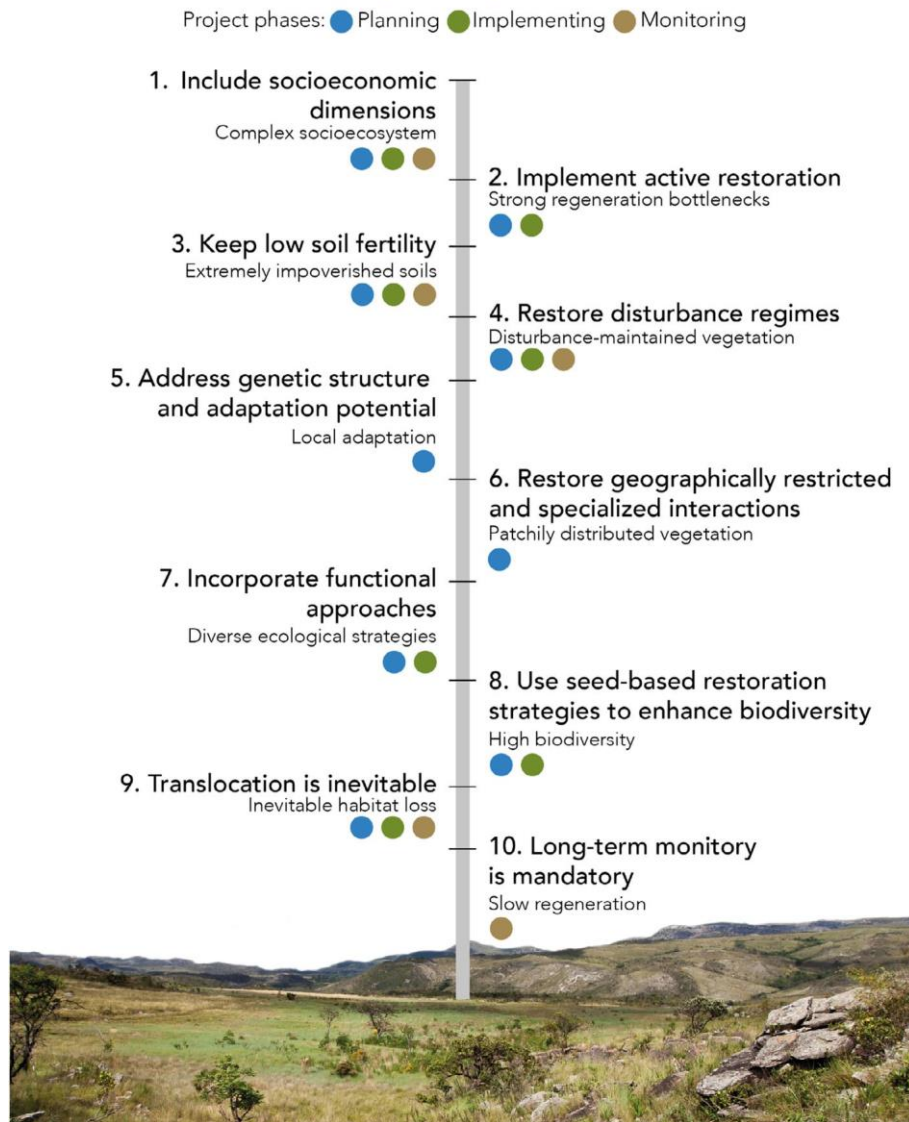 Project phases: Planning Implementing Monitoring
1. Include socioeconomic
dimensions
Complex socioecosystem
2. Implement active restoration
Strong regeneration bottlenecks
3. Keep low soil fertility
Extremely impoverished soils
4. Restore disturbance regimes
Disturbance-maintained vegetation
5. Address genetic structure
and adaptation potential
Local adaptation
6. Restore geographically restricted
and specialized interactions
Patchily distributed vegetation
7. Incorporate functional
approaches
Diverse ecological strategies
8. Use seed-based restoration
strategies to enhance biodiversity
High biodiversity
9. Translocation is inevitable
Inevitable habitat loss
10. Long-term monitory
is mandatory
Slow regeneration